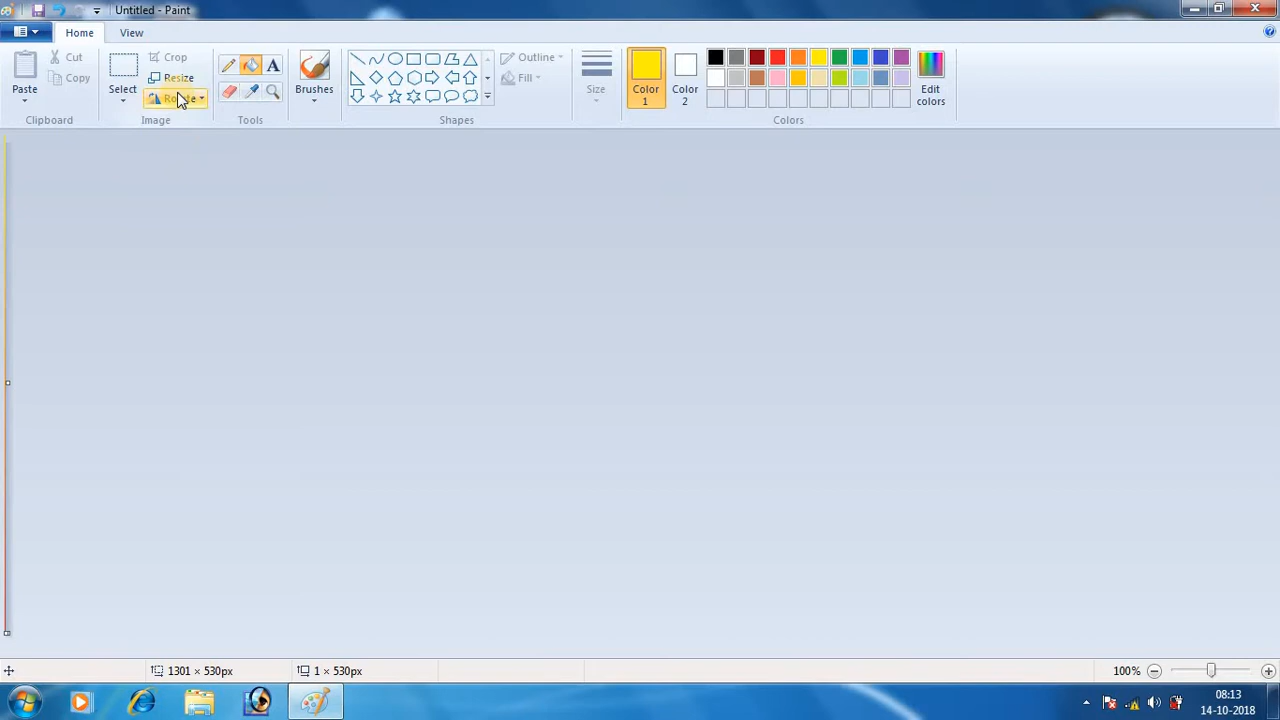 Untitled - Paint
Home View
Paste
Cut
Copy
Clipboard
Select
Crop
Resize
Image
A
Tools
Brushes
Outline
Fill
Shapes
Size
Color 1
Color 2
Edit colors
Colors
1301 × 530px
1 × 530px
100%
08:13
14-10-2018